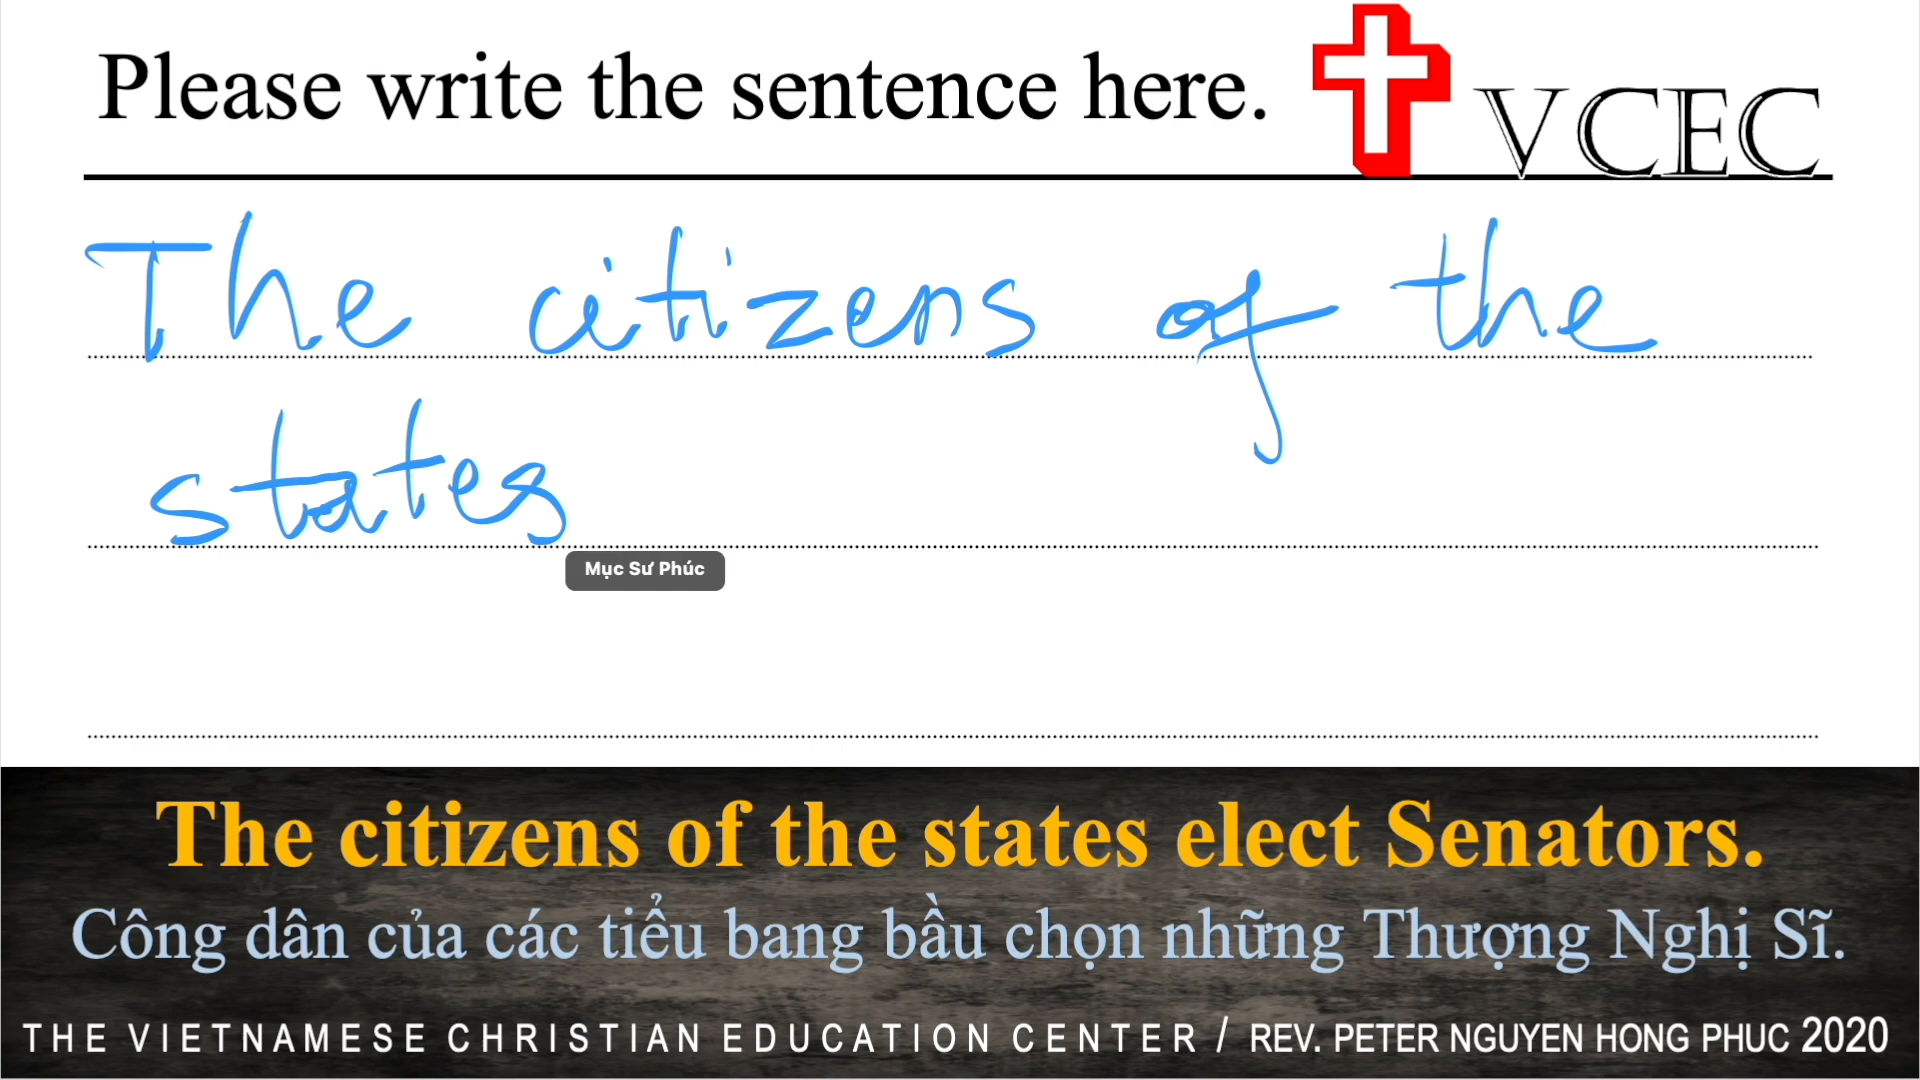 Please write the sentence here.
VCEC
The citizens of the
states
Mục Sư Phúc
The citizens of the states elect Senators.
Công dân của các tiểu bang bầu chọn những Thượng Nghị Sĩ.
THE VIETNAMESE CHRISTIAN EDUCATION CENTER / REV. PETER NGUYEN HONG PHUC 2020